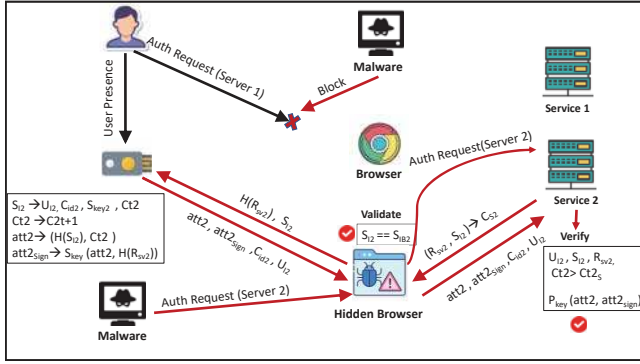 Auth Request (Server 1)
Malware
Block
User Presence
Service 1
Browser
Auth Request(Server 2)
Service 2
S_I2 →U_I2, C_id2 , S_key2 , Ct2
Ct2 →C2t+1
att2→ (H(S_I2), Ct2 )
att2_Sign→ S_key (att2, H(R_sv2)),
H(R_sv2) , S_I2
att2, att2_Sign ,C_id2 , U_I2
Validate
S_I2 == S_IB2
(R_sv2 , S_I2)→ C_S2
att2 , att2_Sign,C_id2 , U_I2
Verify
U_I2 , S_I2 , R_sv2,
Ct2> Ct2_S
P_key (att2, att2_sign)
Auth Request (Server 2)
Malware
Hidden Browser